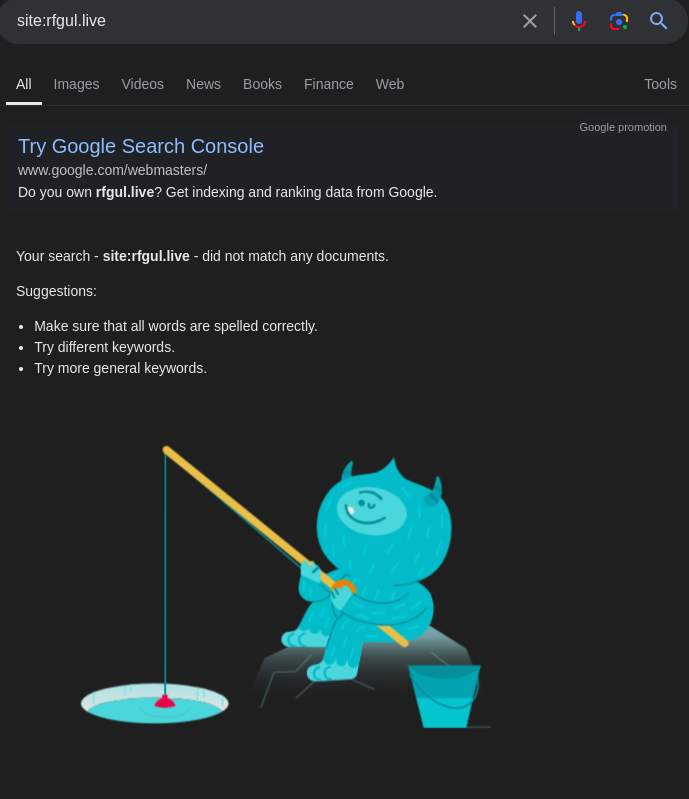 site:rfgul.live
All Images Videos News Books Finance Web Tools
Google promotion
Try Google Search Console
www.google.com/webmasters/
Do you own rfgul.live? Get indexing and ranking data from Google.
Your search - site:rfgul.live - did not match any documents.
Suggestions:
• Make sure that all words are spelled correctly.
• Try different keywords.
• Try more general keywords.